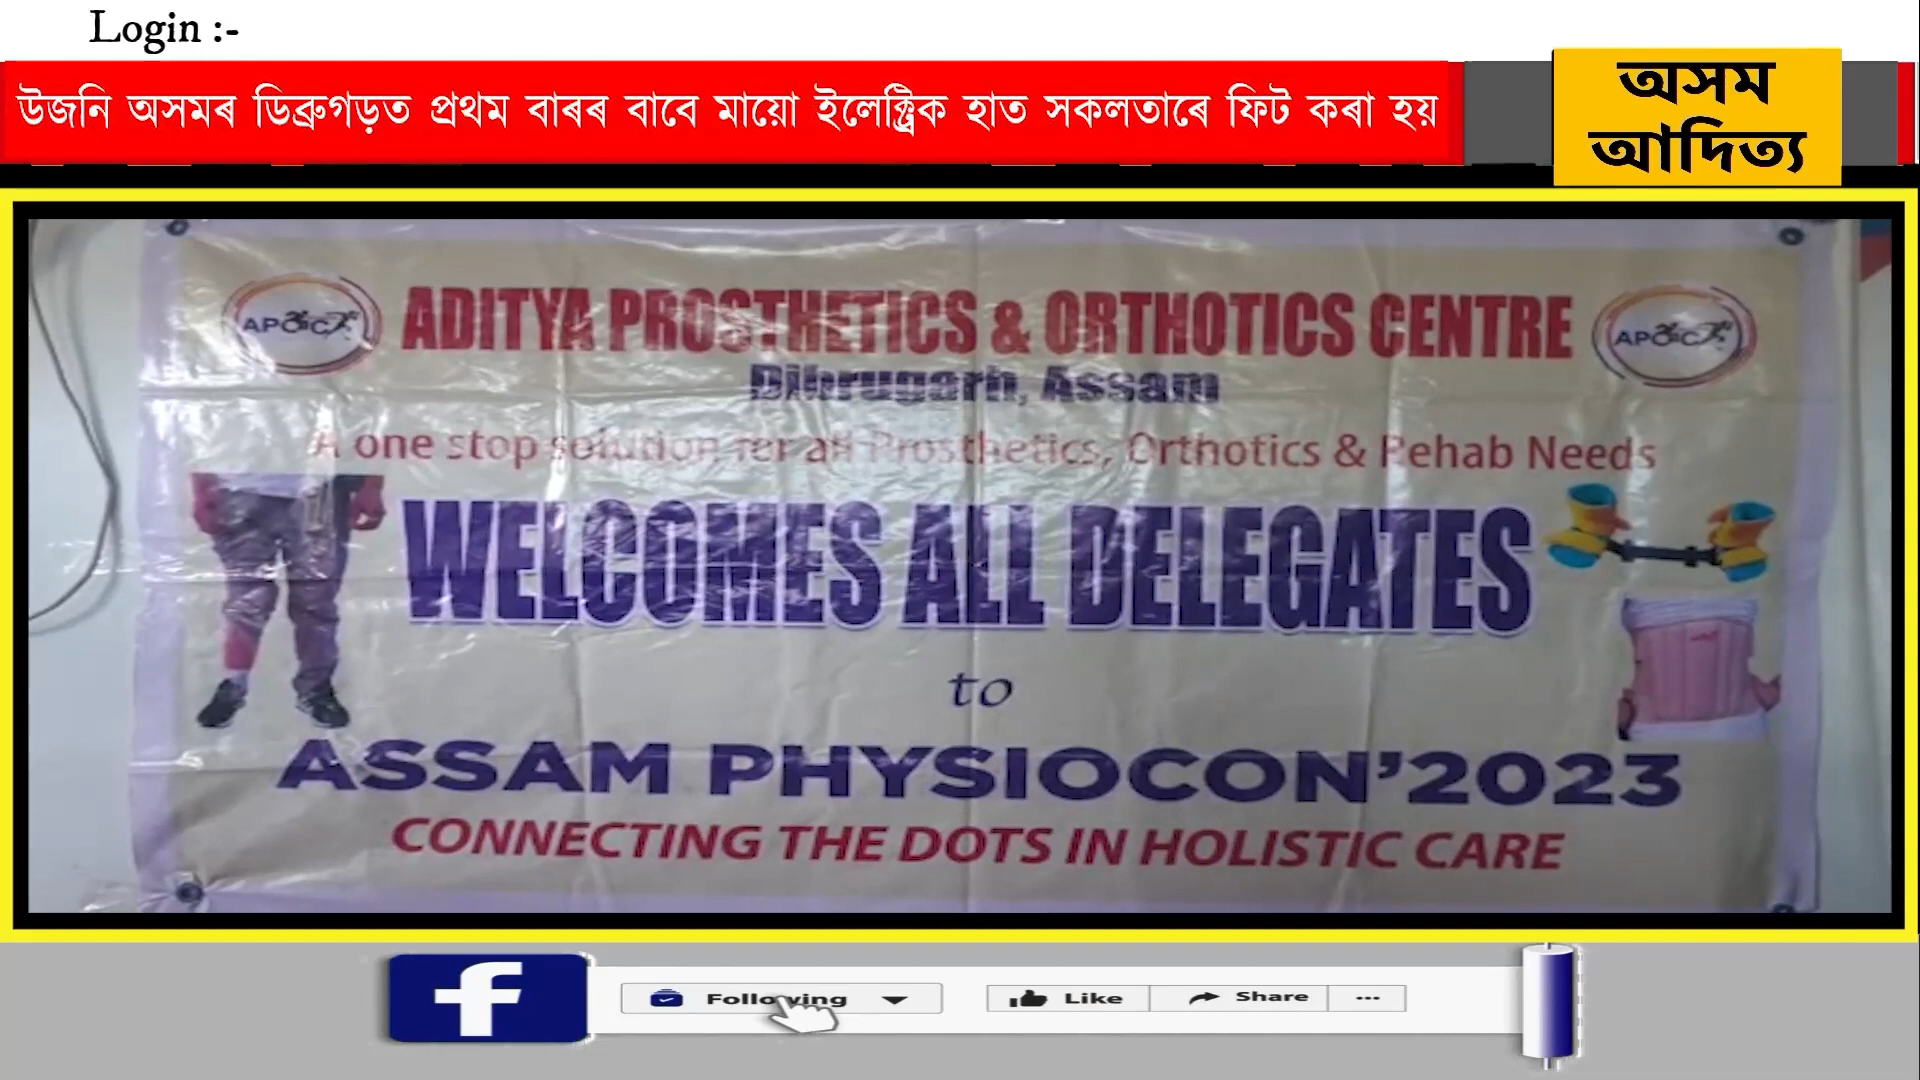 Login :-
উজনি অসমৰ ডিব্ৰুগড়ত প্ৰথম বাৰৰ বাবে মায়ো ইলেক্ট্ৰিক হাত সকলতাৰে ফিট কৰা হয়
অসম
আদিত্য
ADITYA PROSTHETICS & ORTHOTICS CENTRE
APOC
APOC
Dibrugarh, Assam
A one stop solution for all Prosthetics, Orthotics & Rehab Needs
WELCOMES ALL DELEGATES
to
ASSAM PHYSIOCON'2023
CONNECTING THE DOTS IN HOLISTIC CARE
f
Following
Like
Share
...